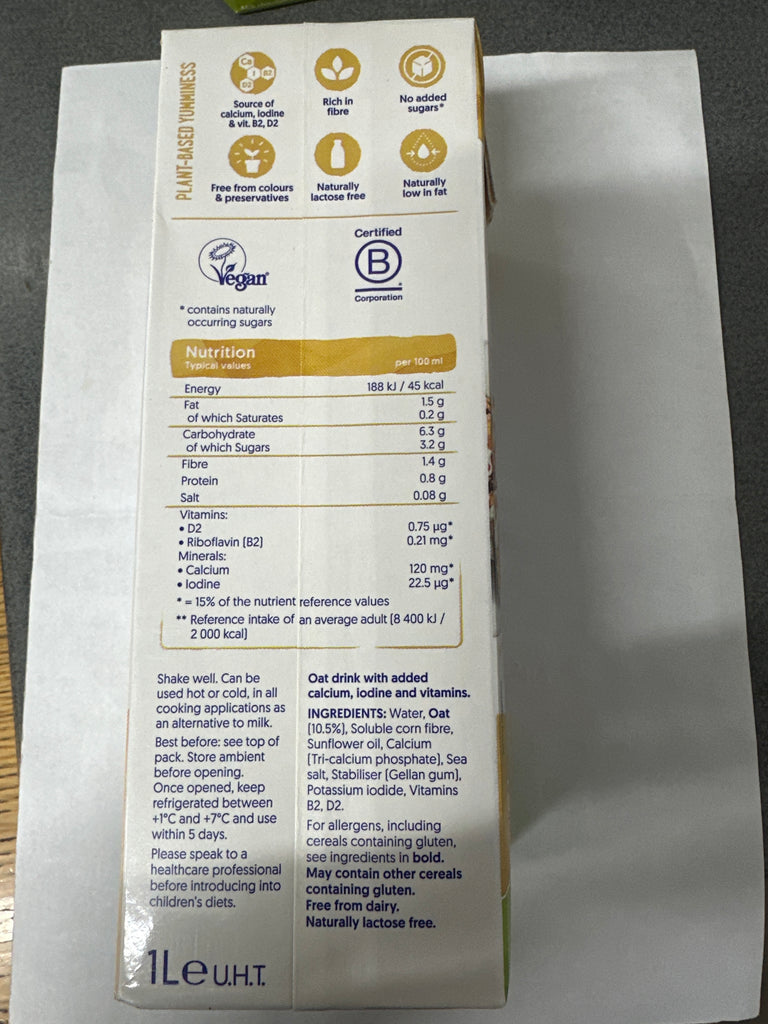 PLANT-BASED YUMMINESS
Ca
I
B2
D2
Source of
calcium, iodine
& vit. B2, D2
Rich in
fibre
No added
sugars*
Free from colours
& preservatives
Naturally
lactose free
Naturally
low in fat
Vegan
Certified
B
®
Corporation
* contains naturally
occurring sugars
Nutrition
Typical values per 100 ml
Energy 188 kJ / 45 kcal
Fat 1.5 g
of which Saturates 0.2 g
Carbohydrate 6.3 g
of which Sugars 3.2 g
Fibre 1.4 g
Protein 0.8 g
Salt 0.08 g
Vitamins:
• D2 0.75 µg*
• Riboflavin (B2) 0.21 mg*
Minerals:
• Calcium 120 mg*
• Iodine 22.5 µg*
* = 15% of the nutrient reference values
** Reference intake of an average adult (8 400 kJ /
2 000 kcal)
Shake well. Can be
used hot or cold, in all
cooking applications as
an alternative to milk.
Best before: see top of
pack. Store ambient
before opening.
Once opened, keep
refrigerated between
+1°C and +7°C and use
within 5 days.
Please speak to a
healthcare professional
before introducing into
children's diets.
Oat drink with added
calcium, iodine and vitamins.
INGREDIENTS: Water, Oat
(10.5%), Soluble corn fibre,
Sunflower oil, Calcium
(Tri-calcium phosphate), Sea
salt, Stabiliser (Gellan gum),
Potassium iodide, Vitamins
B2, D2.
For allergens, including
cereals containing gluten,
see ingredients in bold.
May contain other cereals
containing gluten.
Free from dairy.
Naturally lactose free.
1L e U.H.T.